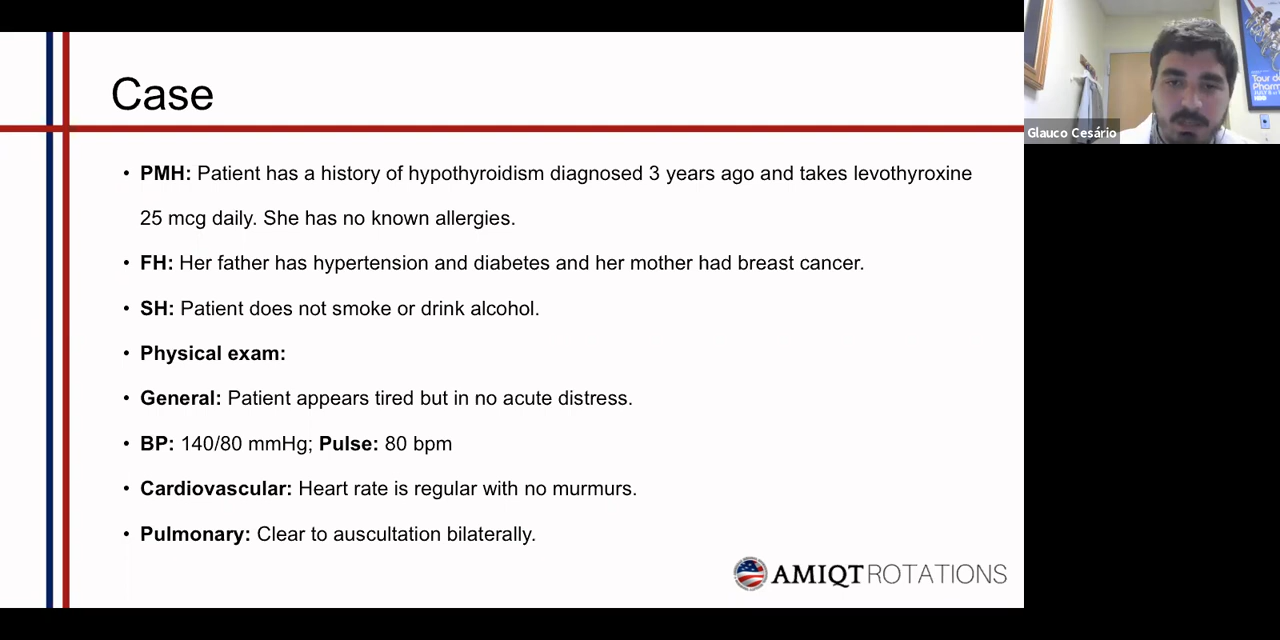 Case
• PMH: Patient has a history of hypothyroidism diagnosed 3 years ago and takes levothyroxine
25 mcg daily. She has no known allergies.
• FH: Her father has hypertension and diabetes and her mother had breast cancer.
• SH: Patient does not smoke or drink alcohol.
• Physical exam:
• General: Patient appears tired but in no acute distress.
• BP: 140/80 mmHg; Pulse: 80 bpm
• Cardiovascular: Heart rate is regular with no murmurs.
• Pulmonary: Clear to auscultation bilaterally.
AMIQT ROTATIONS
Glauco Cesário
Tour de